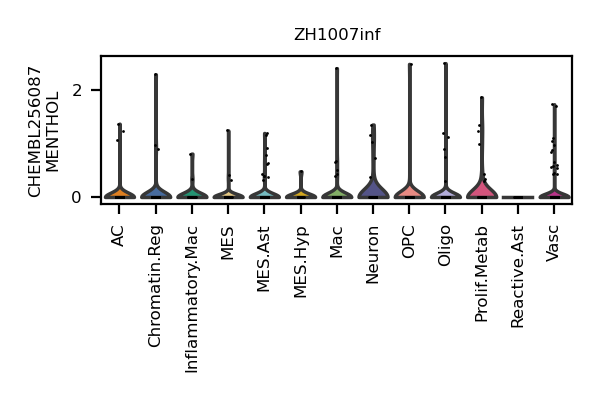 ZH1007inf
CHEMBL256087
MENTHOL
2
0
AC
Chromatin.Reg
Inflammatory.Mac
MES
MES.Ast
MES.Hyp
Mac
Neuron
OPC
Oligo
Prolif.Metab
Reactive.Ast
Vasc